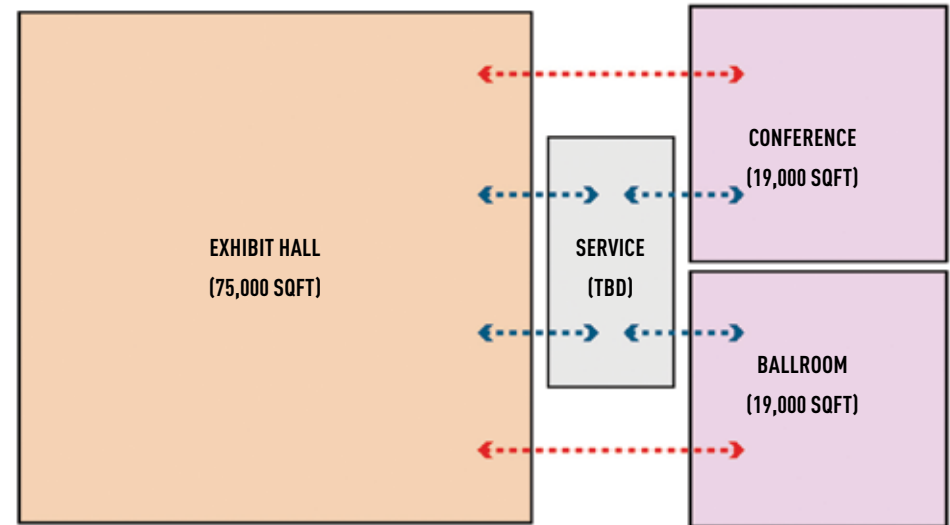 EXHIBIT HALL
(75,000 SQFT)
SERVICE
(TBD)
CONFERENCE
(19,000 SQFT)
BALLROOM
(19,000 SQFT)